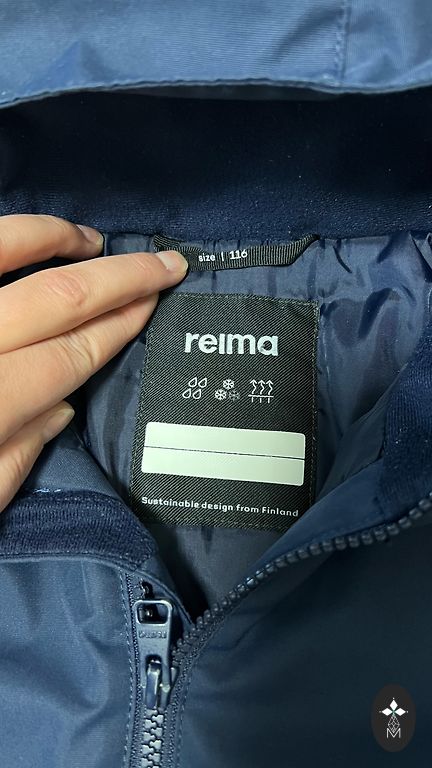 size | 116
reima
Sustainable design from Finland